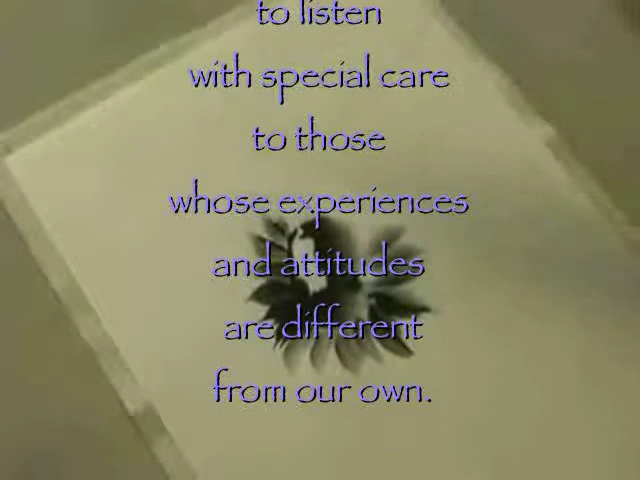 to listen
with special care
to those
whose experiences
and attitudes
are different
from our own.